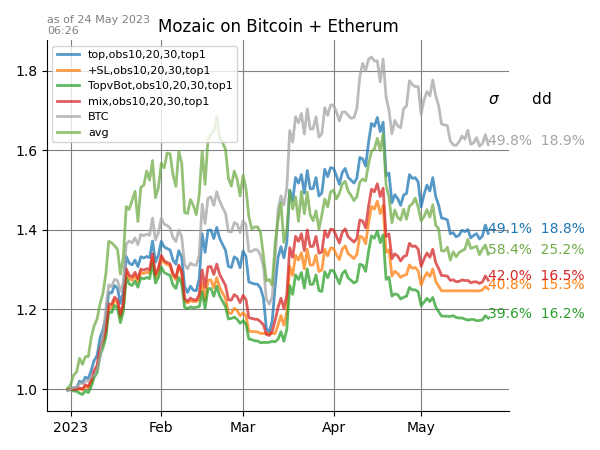 as of 24 May 2023
06:26
Mozaic on Bitcoin + Etherum
top,obs10,20,30,top1
+SL,obs10,20,30,top1
TopvBot,obs10,20,30,top1
mix,obs10,20,30,top1
BTC
avg
σ dd
49.8% 18.9%
49.1% 18.8%
58.4% 25.2%
42.0% 16.5%
40.8% 15.3%
39.6% 16.2%
1.8
1.6
1.4
1.2
1.0
2023 Feb Mar Apr May